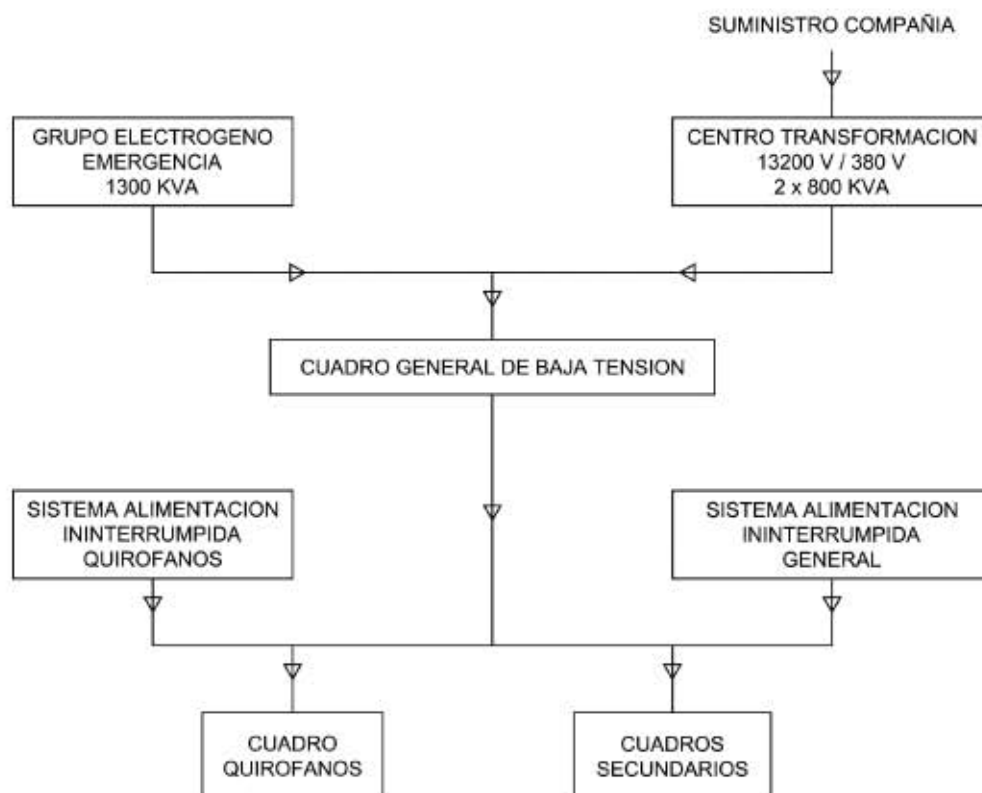 SUMINISTRO COMPAÑIA
GRUPO ELECTROGENO
EMERGENCIA
1300 KVA
CENTRO TRANSFORMACION
13200 V / 380 V
2 x 800 KVA
CUADRO GENERAL DE BAJA TENSION
SISTEMA ALIMENTACION
ININTERRUMPIDA
QUIROFANOS
SISTEMA ALIMENTACION
ININTERRUMPIDA
GENERAL
CUADRO
QUIROFANOS
CUADROS
SECUNDARIOS